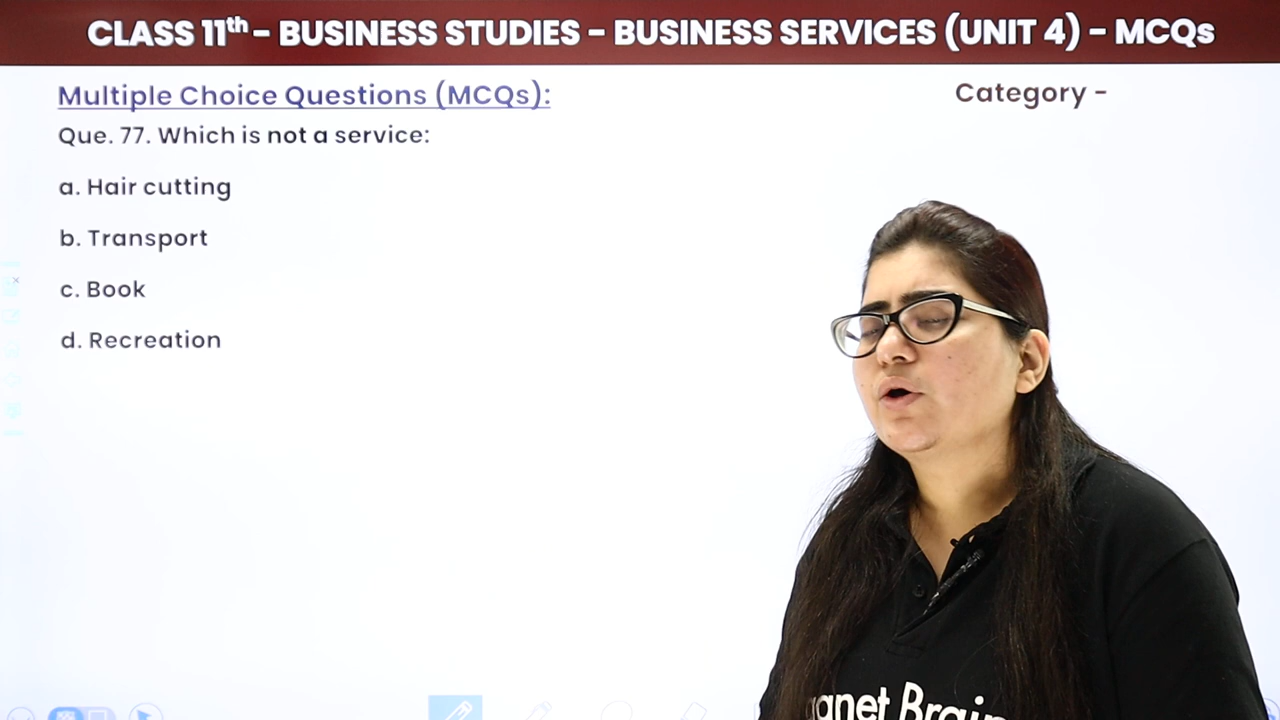 CLASS 11th - BUSINESS STUDIES - BUSINESS SERVICES (UNIT 4) - MCQs
Multiple Choice Questions (MCQs):
Category -
Que. 77. Which is not a service:
a. Hair cutting
b. Transport
c. Book
d. Recreation